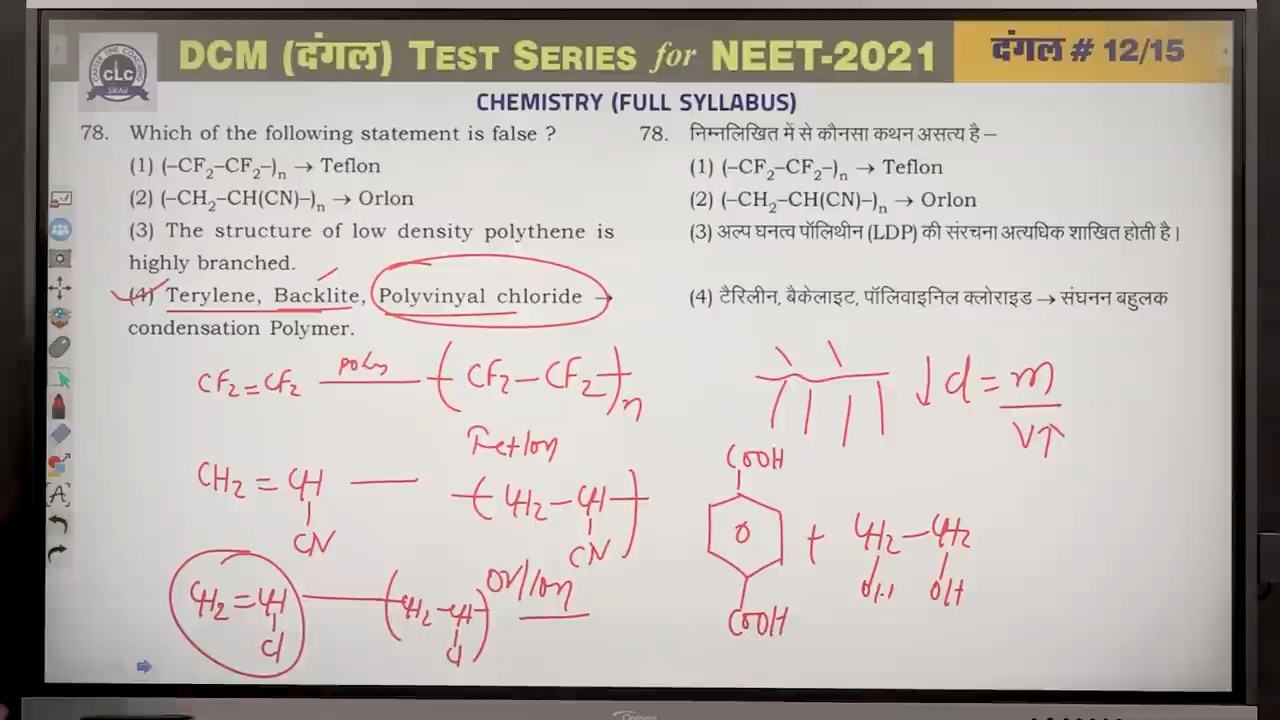 DCM (दंगल) TEST SERIES for NEET-2021
दंगल # 12/15
CLC
SIKAR
CHEMISTRY (FULL SYLLABUS)
78. Which of the following statement is false ?
(1) (–CF₂–CF₂–)ₙ → Teflon
(2) (–CH₂–CH(CN)–)ₙ → Orlon
(3) The structure of low density polythene is
highly branched.
(4) Terylene, Backlite, Polyvinyal chloride →
condensation Polymer.
78. निम्नलिखित में से कौनसा कथन असत्य है –
(1) (–CF₂–CF₂–)ₙ → Teflon
(2) (–CH₂–CH(CN)–)ₙ → Orlon
(3) अल्प घनत्व पॉलिथीन (LDP) की संरचना अत्यधिक शाखित होती है।
(4) टैरिलीन, बैकेलाइट, पॉलिवाइनिल क्लोराइड → संघनन बहुलक
CF₂=CF₂ (CF₂–CF₂)n
CH₂=CH (CH₂–CH)
CN CN
Orlon
CH₂=CH (CH₂–CH)
Cl Cl
↓d = m
V↑
COOH
+ CH₂–CH₂
OH OH
COOH
[A]